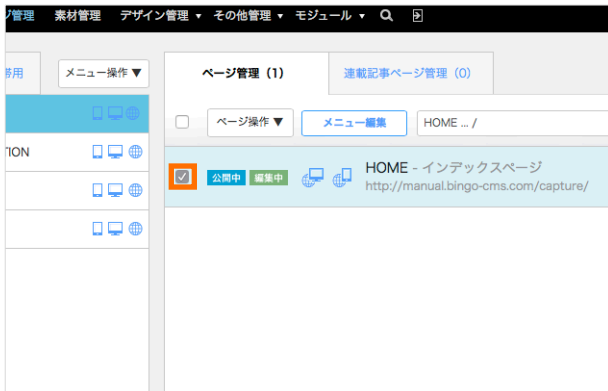 ジ管理 素材管理 デザイン管理 ▼ その他管理 ▼ モジュール ▼
帯用 メニュー操作 ▼
ページ管理 (1) 連載記事ページ管理 (0)
ページ操作 ▼ メニュー編集 HOME ... /
TION
公開中 編集中 HOME - インデックスページ
http://manual.bingo-cms.com/capture/